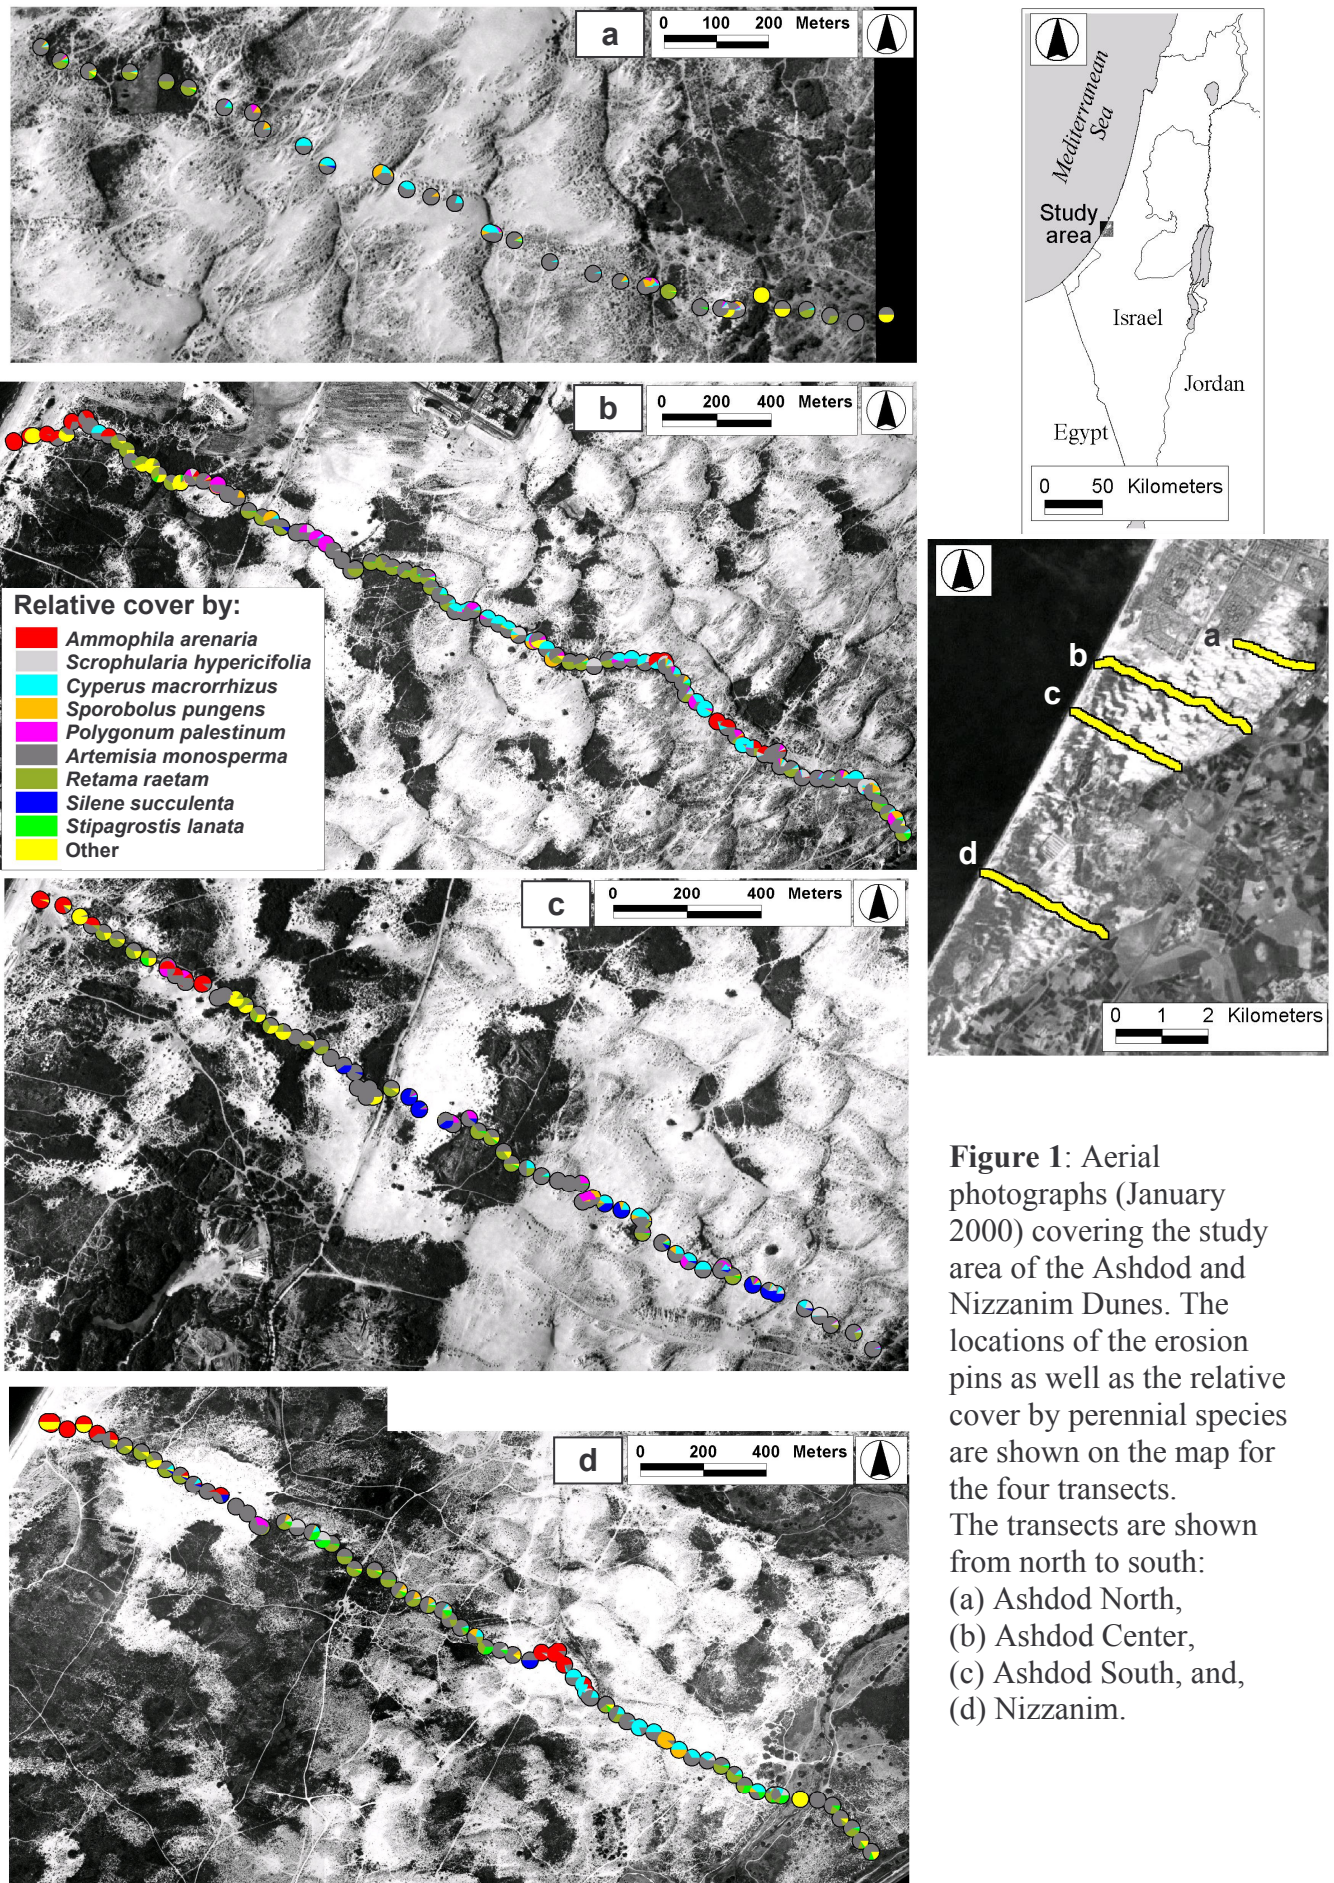 a
0 100 200 Meters
b
0 200 400 Meters
Relative cover by:
Ammophila arenaria
Scrophularia hypericifolia
Cyperus macrorrhizus
Sporobolus pungens
Polygonum palestinum
Artemisia monosperma
Retama raetam
Silene succulenta
Stipagrostis lanata
Other
c
0 200 400 Meters
d
0 200 400 Meters
Mediterranean
Sea
Study
area
Israel
Jordan
Egypt
0 50 Kilometers
a
b
c
d
0 1 2 Kilometers
Figure 1: Aerial
photographs (January
2000) covering the study
area of the Ashdod and
Nizzanim Dunes. The
locations of the erosion
pins as well as the relative
cover by perennial species
are shown on the map for
the four transects.
The transects are shown
from north to south:
(a) Ashdod North,
(b) Ashdod Center,
(c) Ashdod South, and,
(d) Nizzanim.